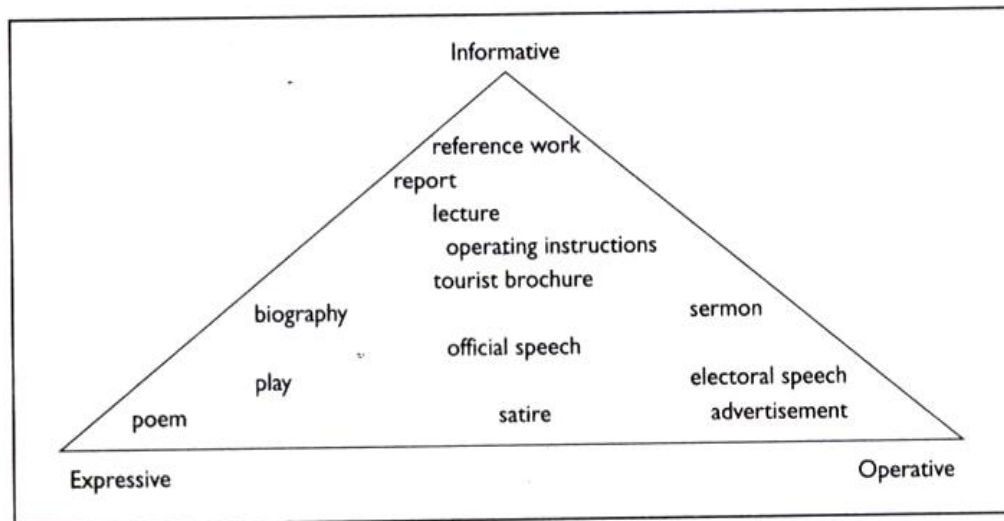 Informative
reference work
report
lecture
operating instructions
tourist brochure
biography
sermon
official speech
play
electoral speech
poem
satire
advertisement
Expressive
Operative